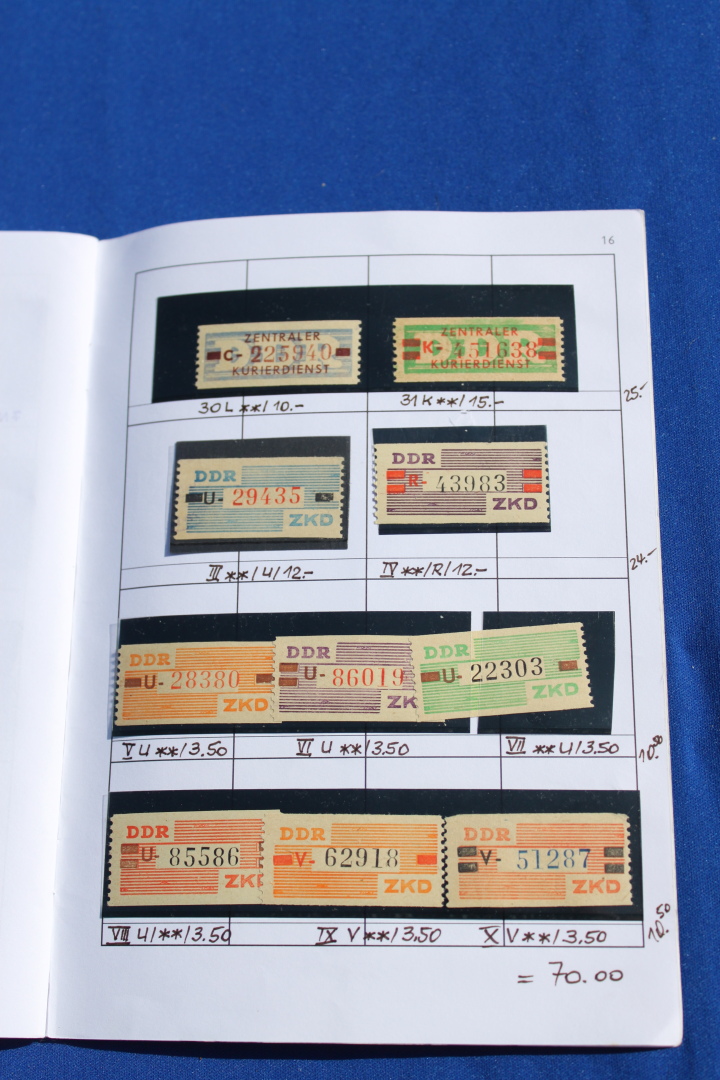 16
ZENTRALER
C-225940
KURIERDIENST
ZENTRALER
K-451638
KURIERDIENST
30L **/10.-
31K **/15.-
25.-
DDR
U-29435
ZKD
DDR
R-43983
ZKD
III **/U/12.-
IV **/R/12.-
24.-
DDR
U-28380
ZKD
DDR
U-86019
ZK
DDR
U-22303
ZKD
V U **/3.50
VI U **/3.50
VII **U/3.50
10.50
DDR
U-85586
ZK
DDR
V-62918
ZKD
DDR
V-51287
ZKD
VIII U/**/3.50
IX V **/3.50
X V **/3.50
10.50
= 70.00